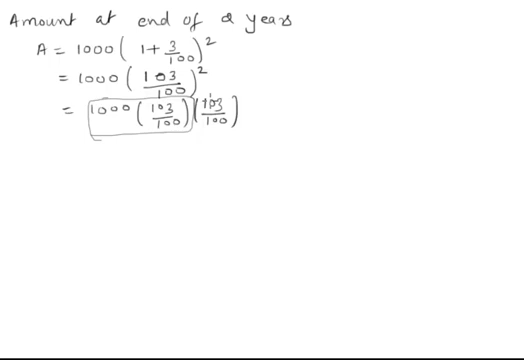 Amount at end of 2 years
A = 1000 ( 1 + 3/100 )²
= 1000 ( 103/100 )²
= 1000 ( 103/100 ) ( 103/100 )